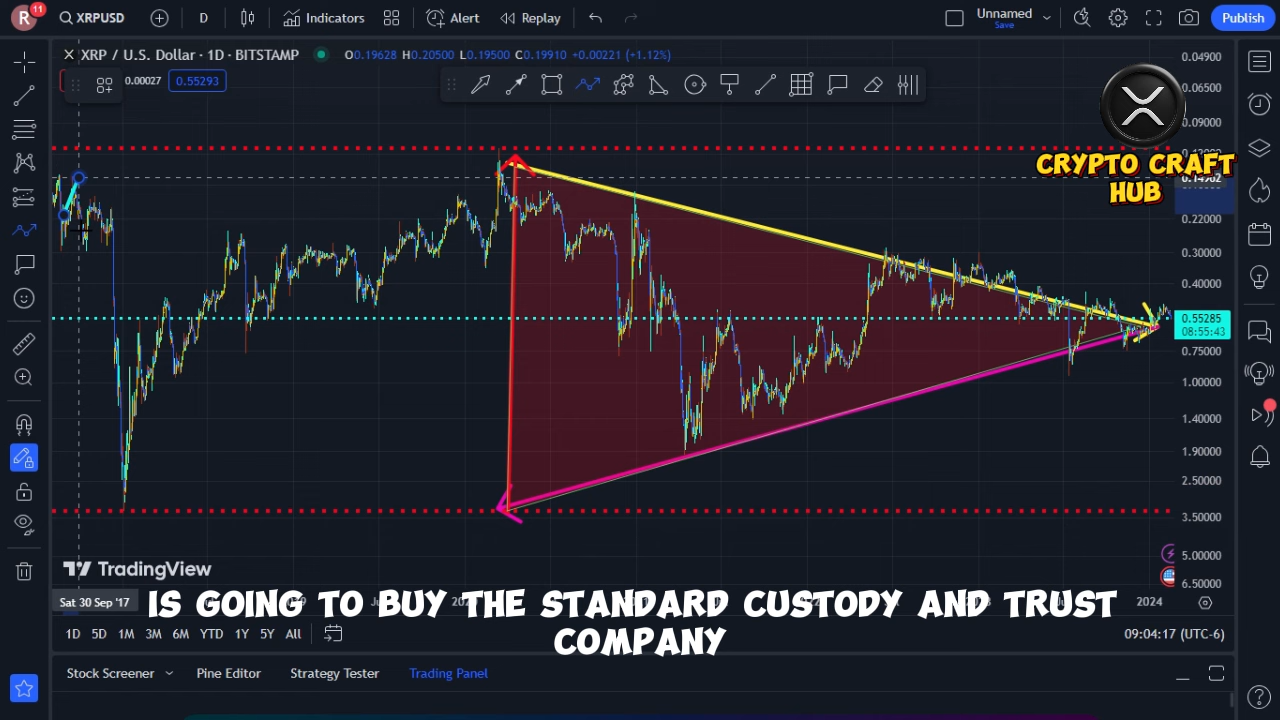 R 11 XRPUSD D Indicators Alert Replay Unnamed Save Publish
XRP / U.S. Dollar · 1D · BITSTAMP O0.19628 H0.20500 L0.19500 C0.19910 +0.00221 (+1.12%)
0.00027 0.55293
0.04900
0.06500
0.09000
CRYPTO CRAFT
HUB
0.14902
0.22000
0.30000
0.40000
0.55285
08:55:43
0.75000
1.00000
1.40000
1.90000
2.50000
3.50000
5.00000
6.50000
TradingView
Sat 30 Sep '17 2024
IS GOING TO BUY THE STANDARD CUSTODY AND TRUST
COMPANY
1D 5D 1M 3M 6M YTD 1Y 5Y All 09:04:17 (UTC-6)
Stock Screener Pine Editor Strategy Tester Trading Panel